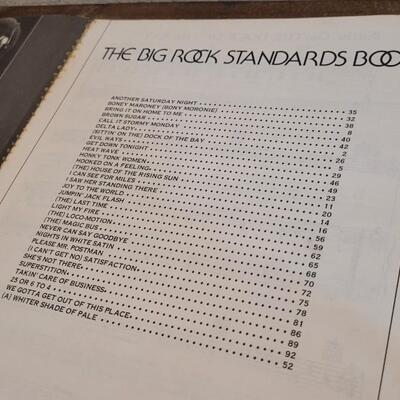 THE BIG ROCK STANDARDS BOO
ANOTHER SATURDAY NIGHT 35
BONEY MARONEY (BONY MORONIE) 32
BRING IT ON HOME TO ME 38
BROWN SUGAR 8
CALL IT STORMY MONDAY 40
DELTA LADY 42
(SITTIN' ON THE) DOCK OF THE BAY 2
EVIL WAYS 26
GET DOWN TONIGHT 5
HEAT WAVE 29
HONKY TONK WOMEN 46
HOOKED ON A FEELING 49
(THE) HOUSE OF THE RISING SUN 23
I CAN SEE FOR MILES 11
I SAW HER STANDING THERE 20
JOY TO THE WORLD 14
JUMPIN' JACK FLASH 16
(THE) LAST TIME 56
LIGHT MY FIRE 59
(THE) LOCO-MOTION 62
(THE) MAGIC BUS 65
NEVER CAN SAY GOODBYE 68
NIGHTS IN WHITE SATIN 70
PLEASE MR. POSTMAN 72
(I CAN'T GET NO) SATISFACTION 75
SHE'S NOT THERE 78
SUPERSTITION 81
TAKIN' CARE OF BUSINESS 86
25 OR 6 TO 4 89
WE GOTTA GET OUT OF THIS PLACE 92
(A) WHITER SHADE OF PALE 52